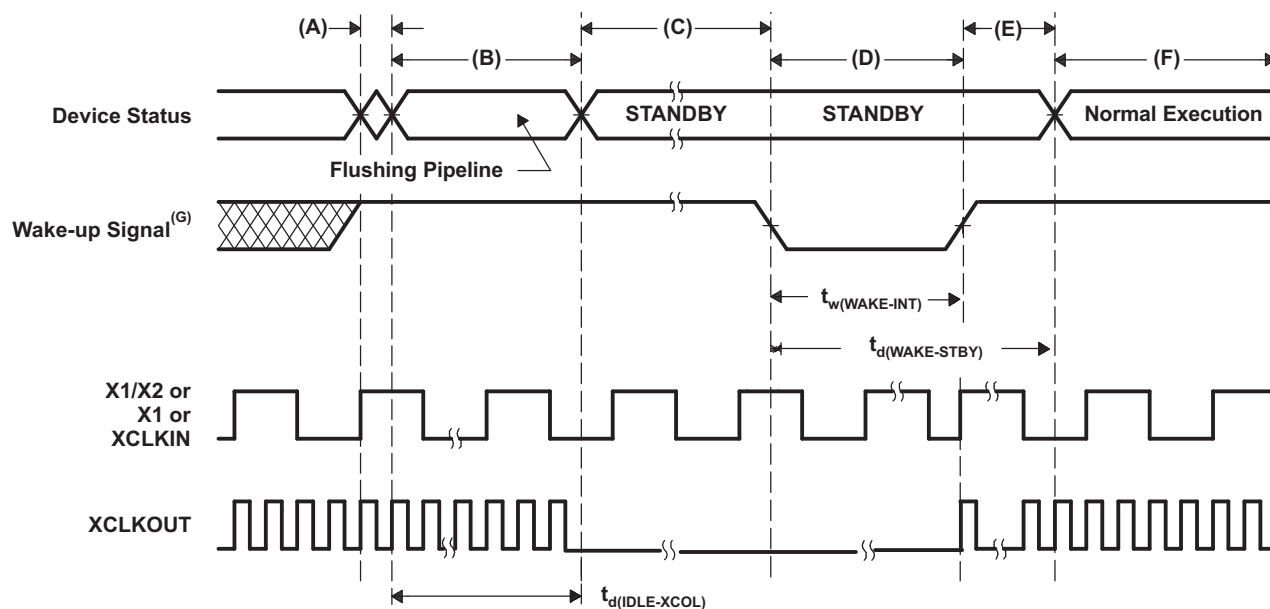 (A)
(C)
(E)
(B)
(D)
(F)
Device Status
STANDBY
STANDBY
Normal Execution
Flushing Pipeline
Wake-up Signal(G)
tw(WAKE-INT)
td(WAKE-STBY)
X1/X2 or
X1 or
XCLKIN
XCLKOUT
td(IDLE-XCOL)